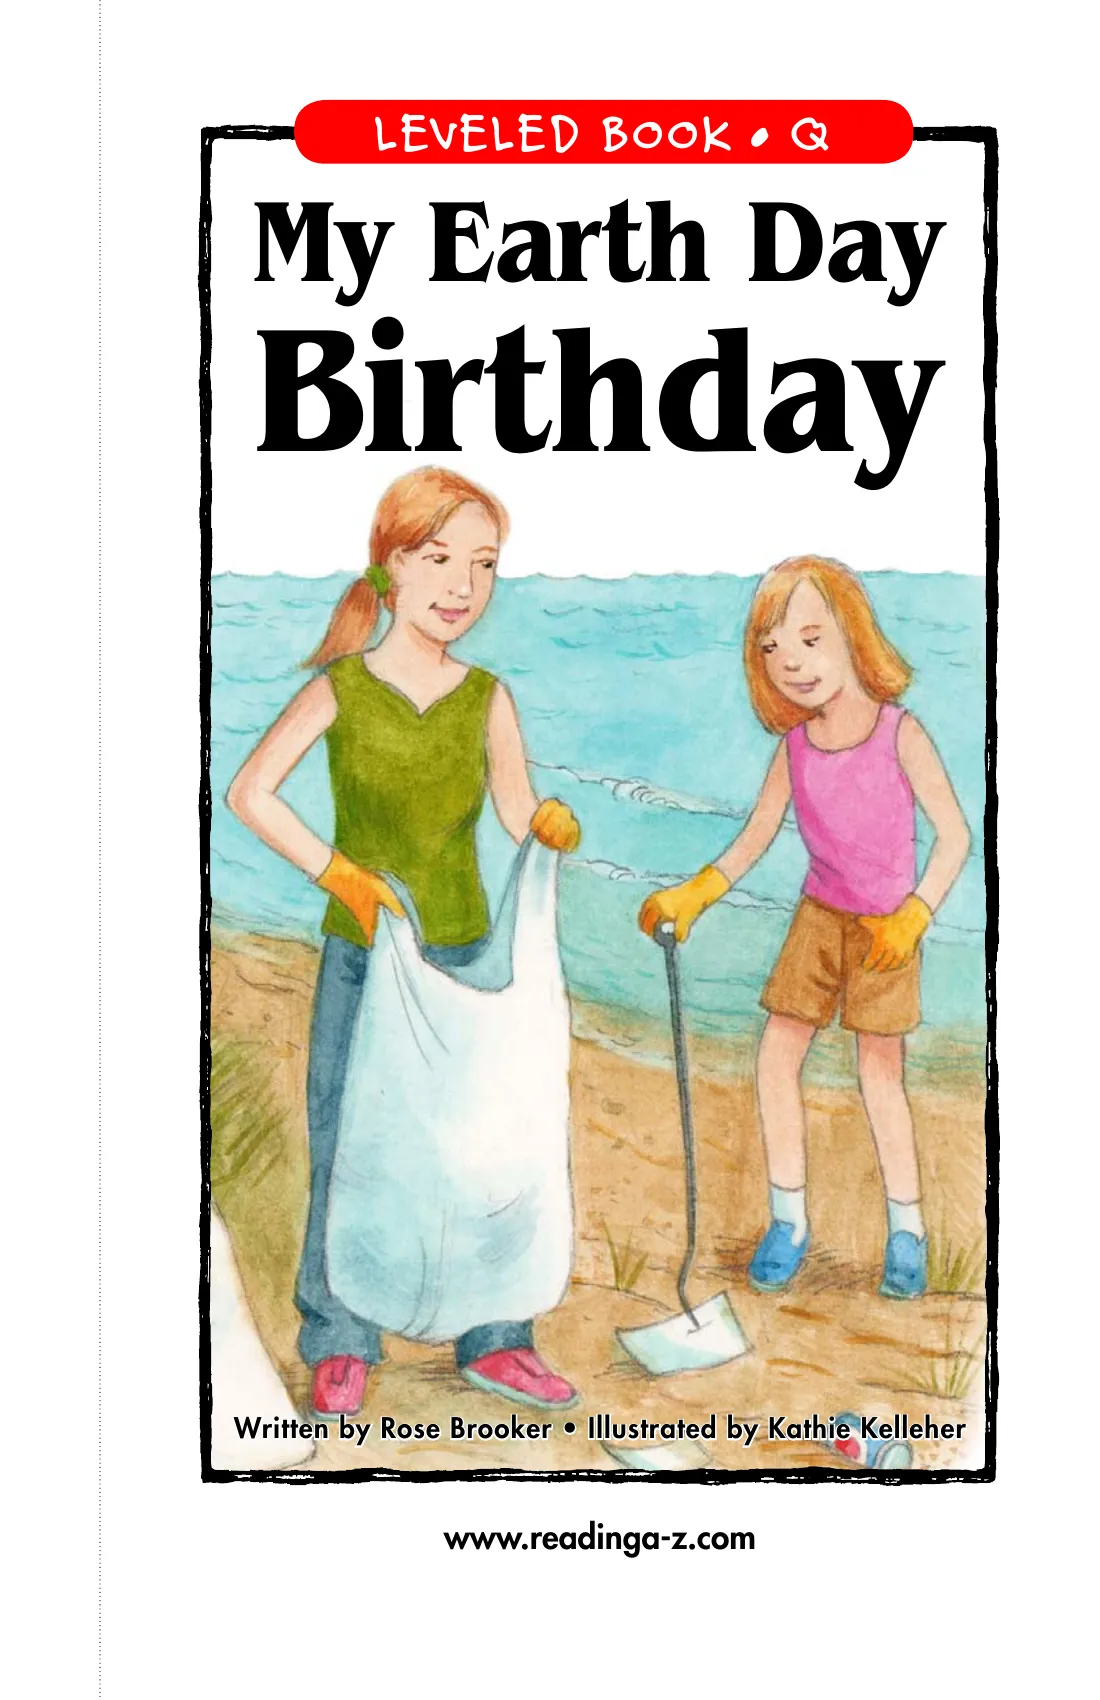 LEVELED BOOK • Q
My Earth Day
Birthday
Written by Rose Brooker • Illustrated by Kathie Kelleher
www.readinga-z.com